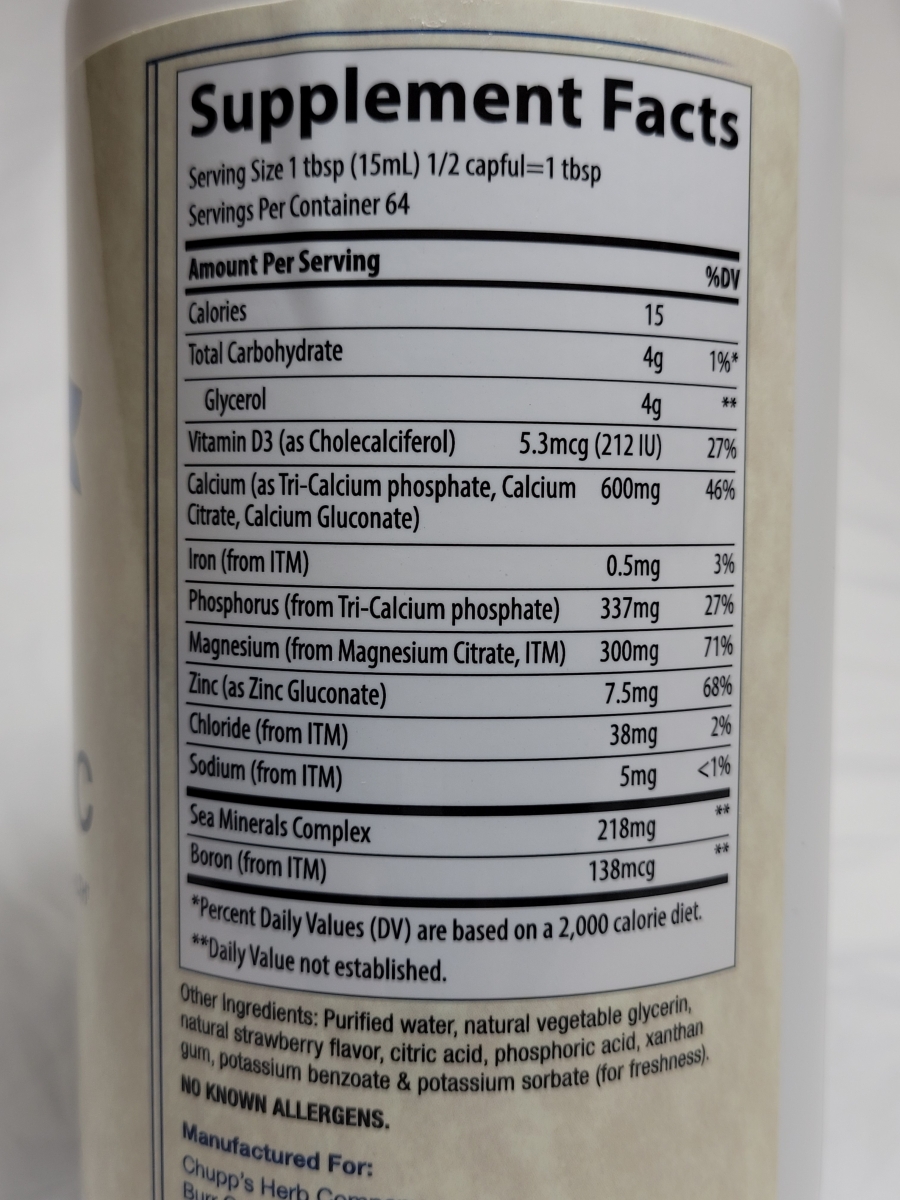 Supplement Facts
Serving Size 1 tbsp (15mL) 1/2 capful=1 tbsp
Servings Per Container 64
Amount Per Serving %DV
Calories 15
Total Carbohydrate 4g 1%*
Glycerol 4g **
Vitamin D3 (as Cholecalciferol) 5.3mcg (212 IU) 27%
Calcium (as Tri-Calcium phosphate, Calcium 600mg 46%
Citrate, Calcium Gluconate)
Iron (from ITM) 0.5mg 3%
Phosphorus (from Tri-Calcium phosphate) 337mg 27%
Magnesium (from Magnesium Citrate, ITM) 300mg 71%
Zinc (as Zinc Gluconate) 7.5mg 68%
Chloride (from ITM) 38mg 2%
Sodium (from ITM) 5mg <1%
Sea Minerals Complex 218mg **
Boron (from ITM) 138mcg **
*Percent Daily Values (DV) are based on a 2,000 calorie diet.
**Daily Value not established.
Other Ingredients: Purified water, natural vegetable glycerin,
natural strawberry flavor, citric acid, phosphoric acid, xanthan
gum, potassium benzoate & potassium sorbate (for freshness).
NO KNOWN ALLERGENS.
Manufactured For:
Chupp's Herb